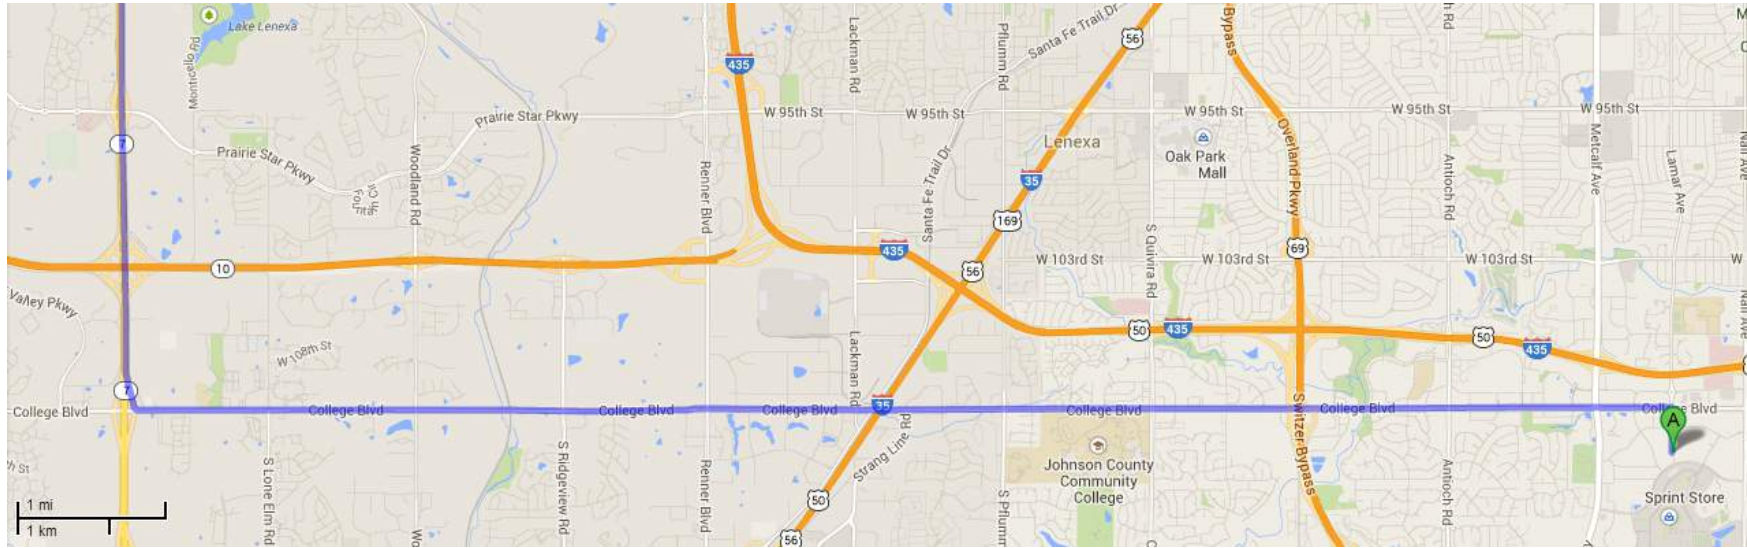 Lake Lenexa
Monticello Rd
7
Prairie Star Pkwy
Prairie Star Pkwy
Woodland Rd
10
Valley Pkwy
W 108th St
7
College Blvd
College Blvd
College Blvd
College Blvd
College Blvd
College Blvd
College Blvd
S Lone Elm Rd
S Ridgeview Rd
Renner Blvd
Renner Blvd
435
Lackman Rd
Lackman Rd
W 95th St
W 95th St
W 95th St
W 95th St
W 95th St
Santa Fe Trail Dr
Santa Fe Trail Dr
Pflumm Rd
56
Lenexa
35
169
56
435
Oak Park
Mall
Bypass
Overland Pkwy
69
S Quivira Rd
W 103rd St
W 103rd St
W 103rd St
W
50
435
50
435
Antioch Rd
Antioch Rd
Metcalf Ave
Lamar Ave
Nall Ave
Nall Ave
35
Strang Line Rd
50
56
S Pflumm
Johnson County
Community
College
Switzer Bypass
A
Sprint Store
1 mi
1 km